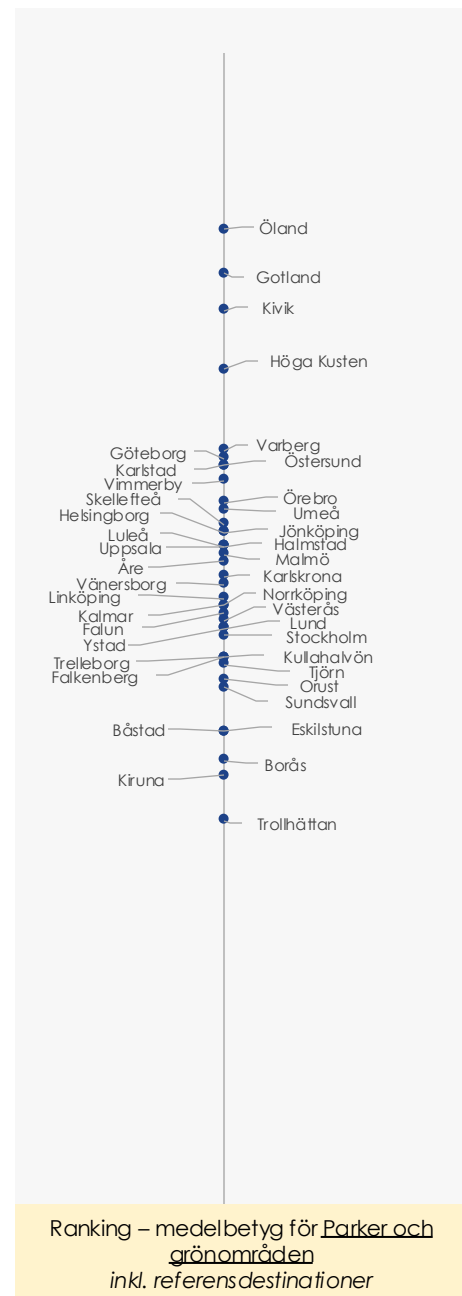 Öland
Gotland
Kivik
Höga Kusten
Varberg
Göteborg
Östersund
Karlstad
Vimmerby
Skellefteå
Örebro
Helsingborg
Umeå
Jönköping
Luleå
Halmstad
Uppsala
Malmö
Åre
Karlskrona
Vänersborg
Norrköping
Linköping
Västerås
Kalmar
Lund
Falun
Stockholm
Ystad
Kullahalvön
Trelleborg
Tjörn
Falkenberg
Orust
Sundsvall
Båstad
Eskilstuna
Borås
Kiruna
Trollhättan
Ranking – medelbetyg för Parker och
grönområden
inkl. referensdestinationer